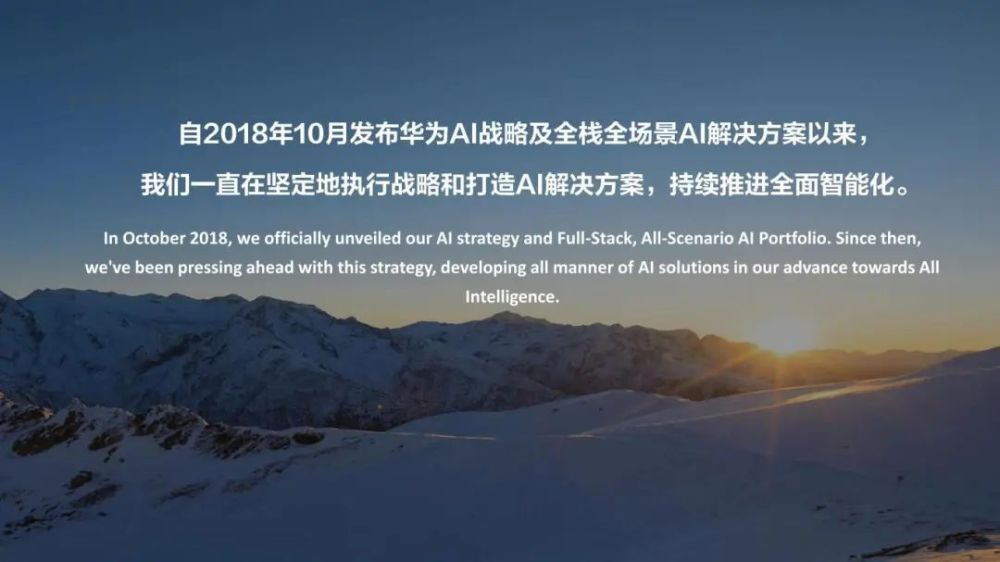 自2018年10月发布华为AI战略及全栈全场景AI解决方案以来，
我们一直在坚定地执行战略和打造AI解决方案，持续推进全面智能化。
In October 2018, we officially unveiled our AI strategy and Full-Stack, All-Scenario AI Portfolio. Since then,
we've been pressing ahead with this strategy, developing all manner of AI solutions in our advance towards All
Intelligence.